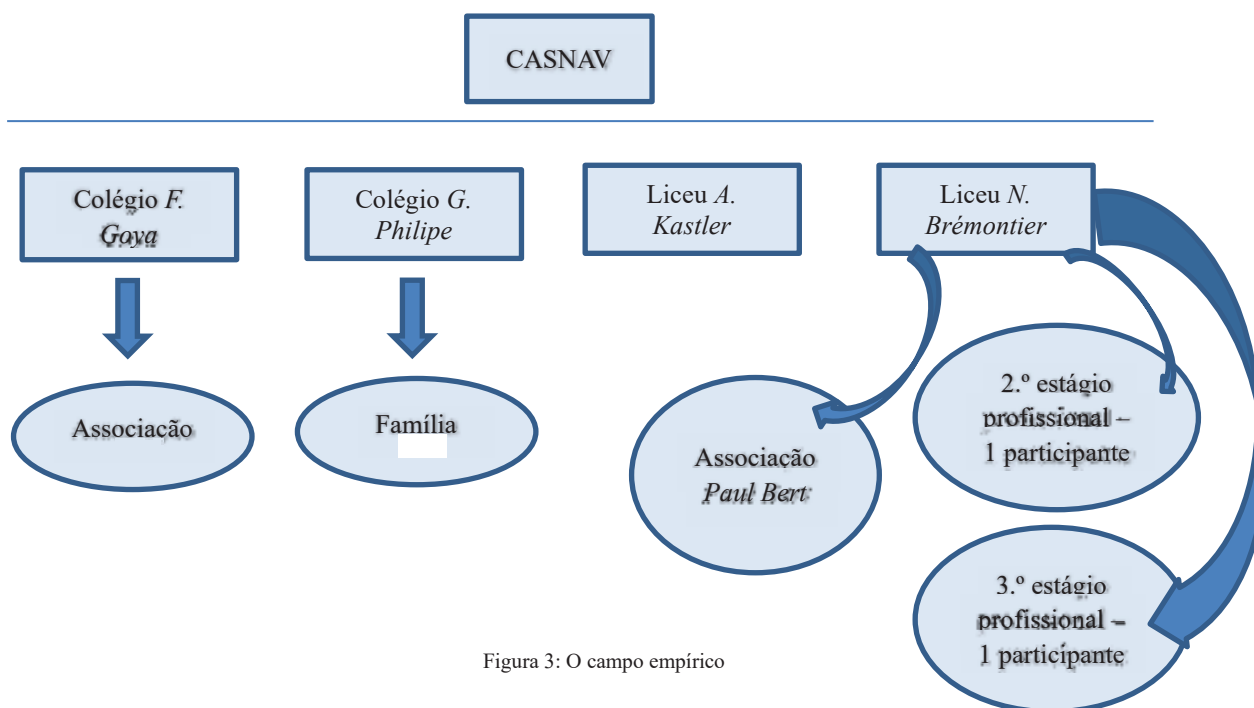 CASNAV
Colégio F.
Goya
Colégio G.
Philipe
Liceu A.
Kastler
Liceu N.
Brémontier
Associação
Família
Associação
Paul Bert
2.º estágio
profissional –
1 participante
3.º estágio
profissional –
1 participante
Figura 3: O campo empírico